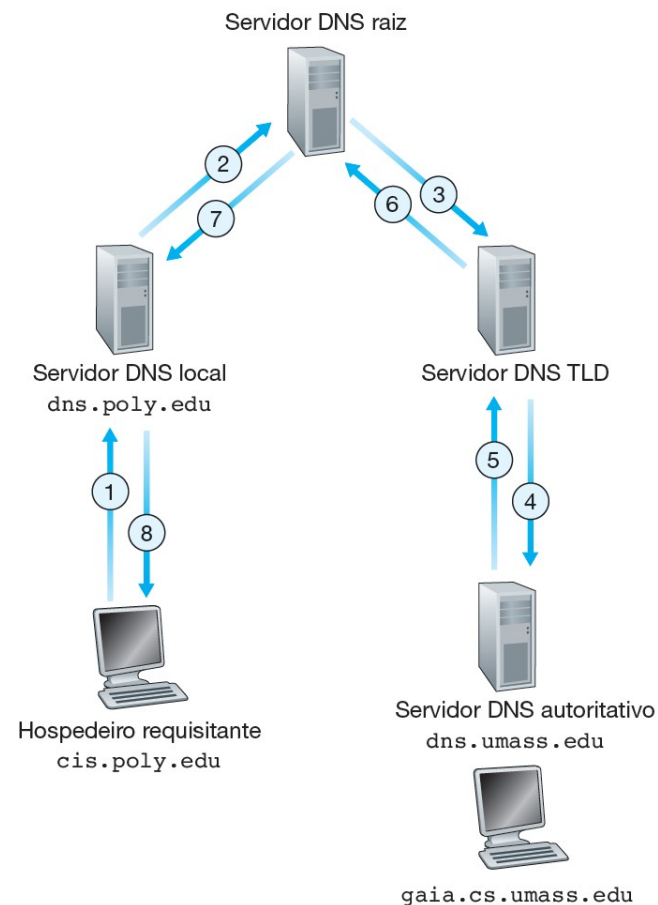 Servidor DNS raiz
2
3
7
6
Servidor DNS local
dns.poly.edu
Servidor DNS TLD
1
8
5
4
Hospedeiro requisitante
cis.poly.edu
Servidor DNS autoritativo
dns.umass.edu
gaia.cs.umass.edu